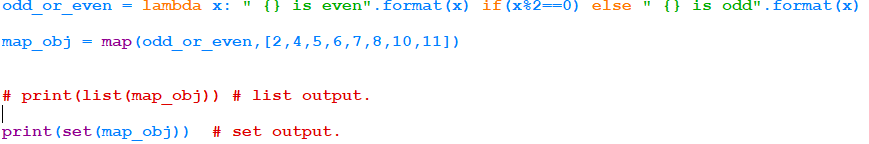 odd_or_even = lambda x: " {} is even".format(x) if(x%2==0) else " {} is odd".format(x)
map_obj = map(odd_or_even,[2,4,5,6,7,8,10,11])
# print(list(map_obj)) # list output.
print(set(map_obj))  # set output.